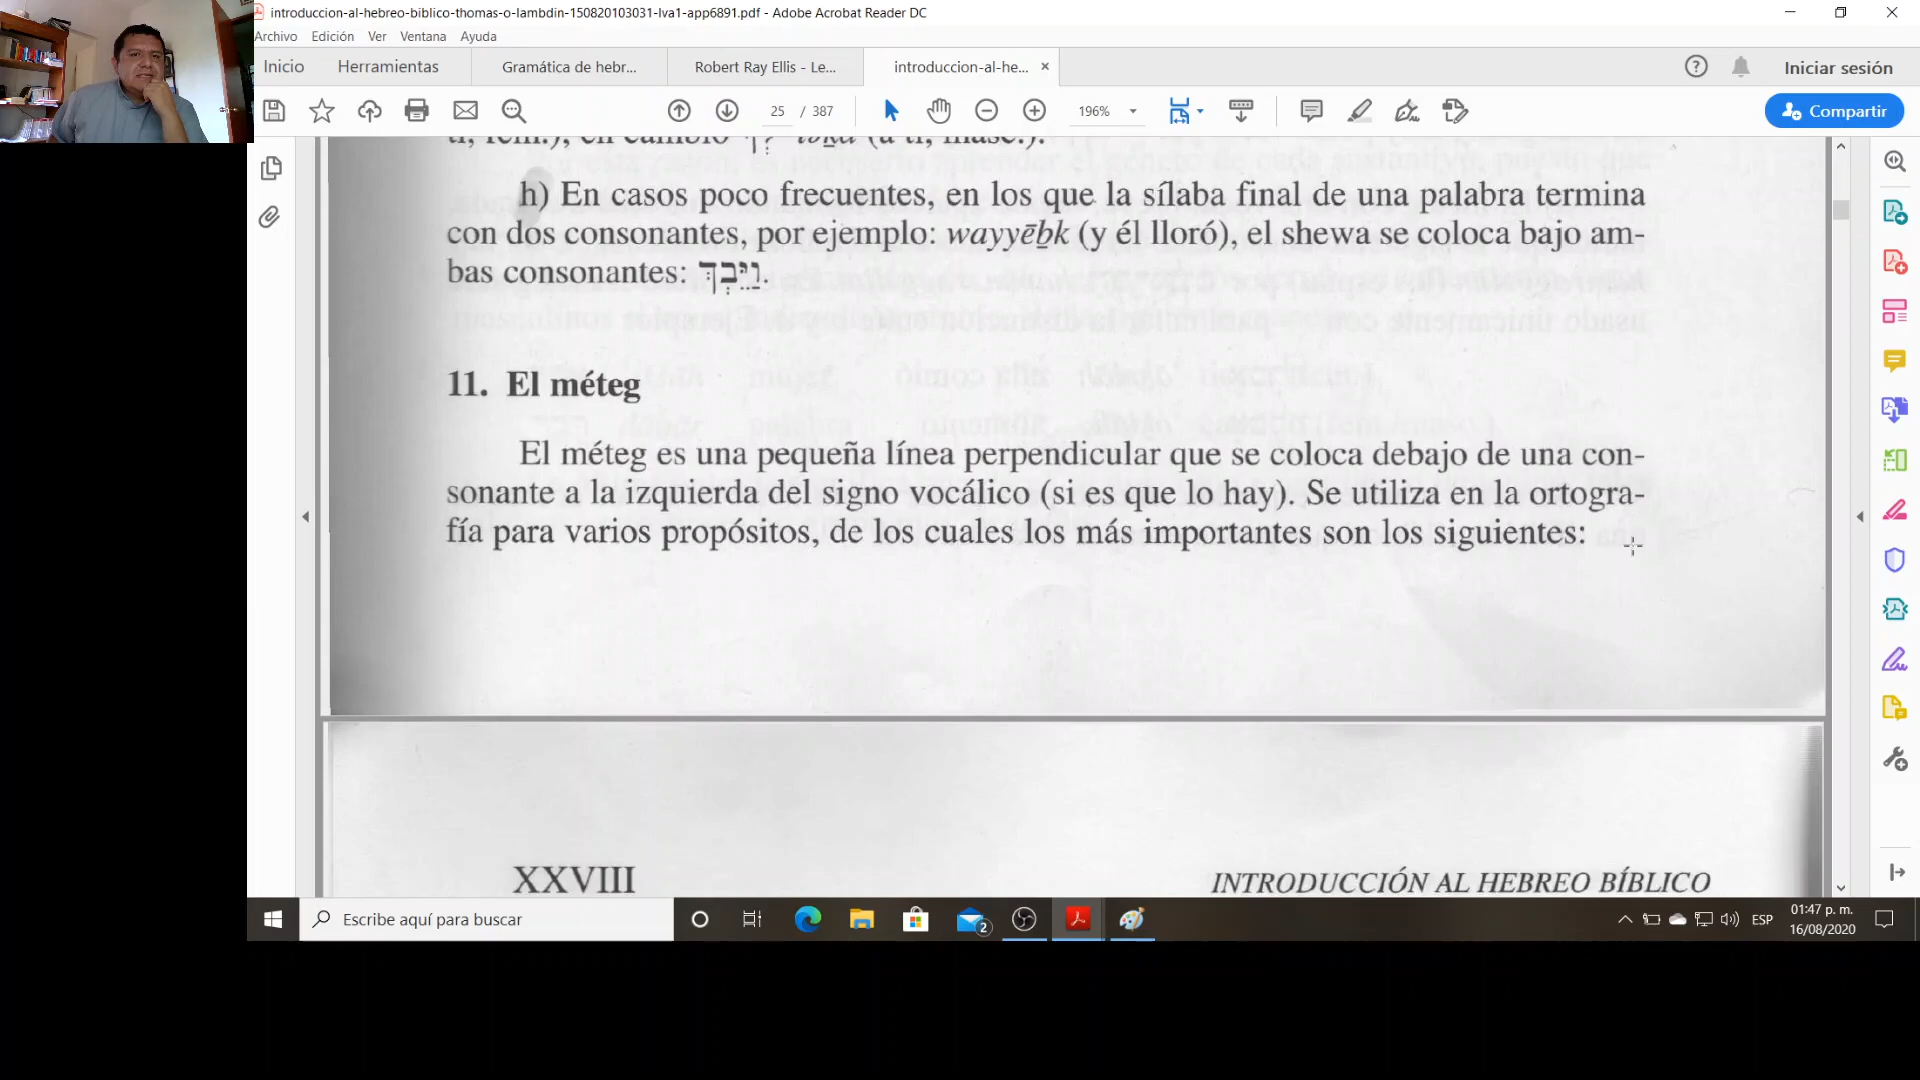 introduccion-al-hebreo-biblico-thomas-o-lambdin-150820103031-lva1-app6891.pdf - Adobe Acrobat Reader DC
Archivo Edición Ver Ventana Ayuda
Inicio Herramientas Gramática de hebr... Robert Ray Ellis - Le... introduccion-al-he... × Iniciar sesión
25 / 387 196% Compartir
h) En casos poco frecuentes, en los que la sílaba final de una palabra termina
con dos consonantes, por ejemplo: wayyēḇk (y él lloró), el shewa se coloca bajo am-
bas consonantes: וַיֵּבְךְּ.
11. El méteg
El méteg es una pequeña línea perpendicular que se coloca debajo de una con-
sonante a la izquierda del signo vocálico (si es que lo hay). Se utiliza en la ortogra-
fía para varios propósitos, de los cuales los más importantes son los siguientes:
XXVIII INTRODUCCIÓN AL HEBREO BÍBLICO
Escribe aquí para buscar 2 ESP 01:47 p. m.
16/08/2020